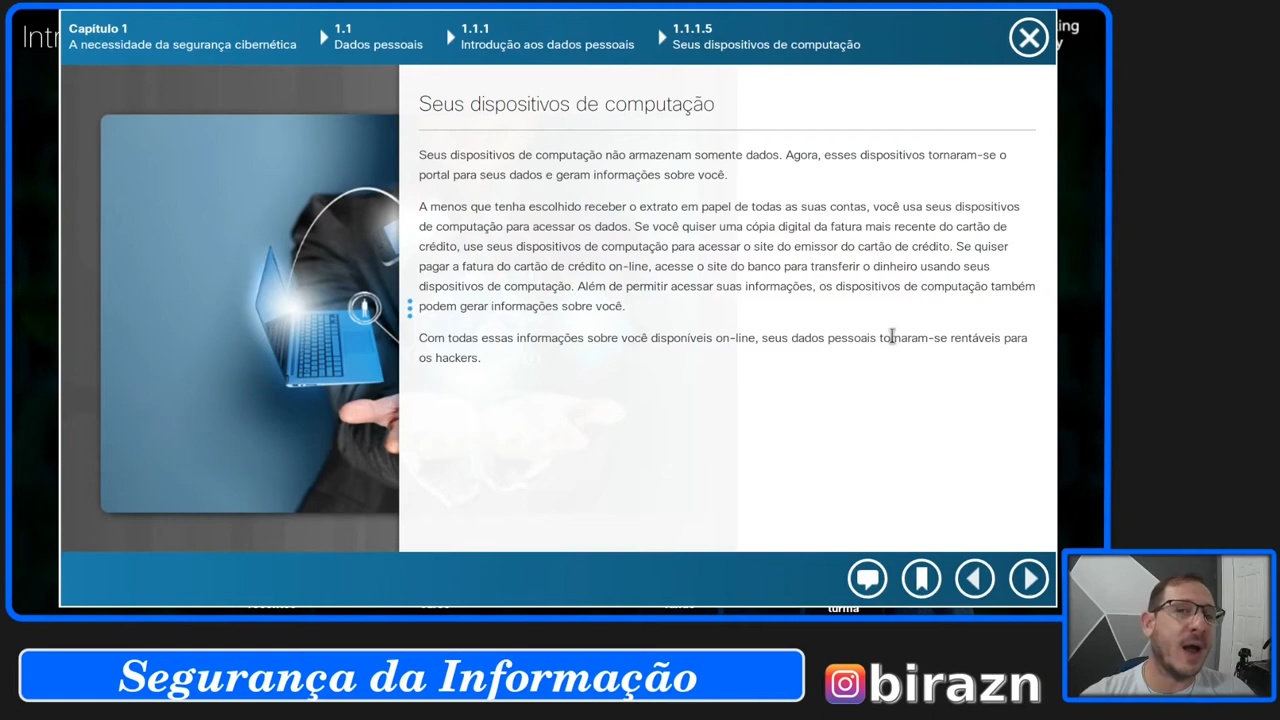 Intr
king
y
Capítulo 1
A necessidade da segurança cibernética
1.1
Dados pessoais
1.1.1
Introdução aos dados pessoais
1.1.1.5
Seus dispositivos de computação
Seus dispositivos de computação
Seus dispositivos de computação não armazenam somente dados. Agora, esses dispositivos tornaram-se o
portal para seus dados e geram informações sobre você.
A menos que tenha escolhido receber o extrato em papel de todas as suas contas, você usa seus dispositivos
de computação para acessar os dados. Se você quiser uma cópia digital da fatura mais recente do cartão de
crédito, use seus dispositivos de computação para acessar o site do emissor do cartão de crédito. Se quiser
pagar a fatura do cartão de crédito on-line, acesse o site do banco para transferir o dinheiro usando seus
dispositivos de computação. Além de permitir acessar suas informações, os dispositivos de computação também
podem gerar informações sobre você.
Com todas essas informações sobre você disponíveis on-line, seus dados pessoais tornaram-se rentáveis para
os hackers.
turma
Segurança da Informação
birazn